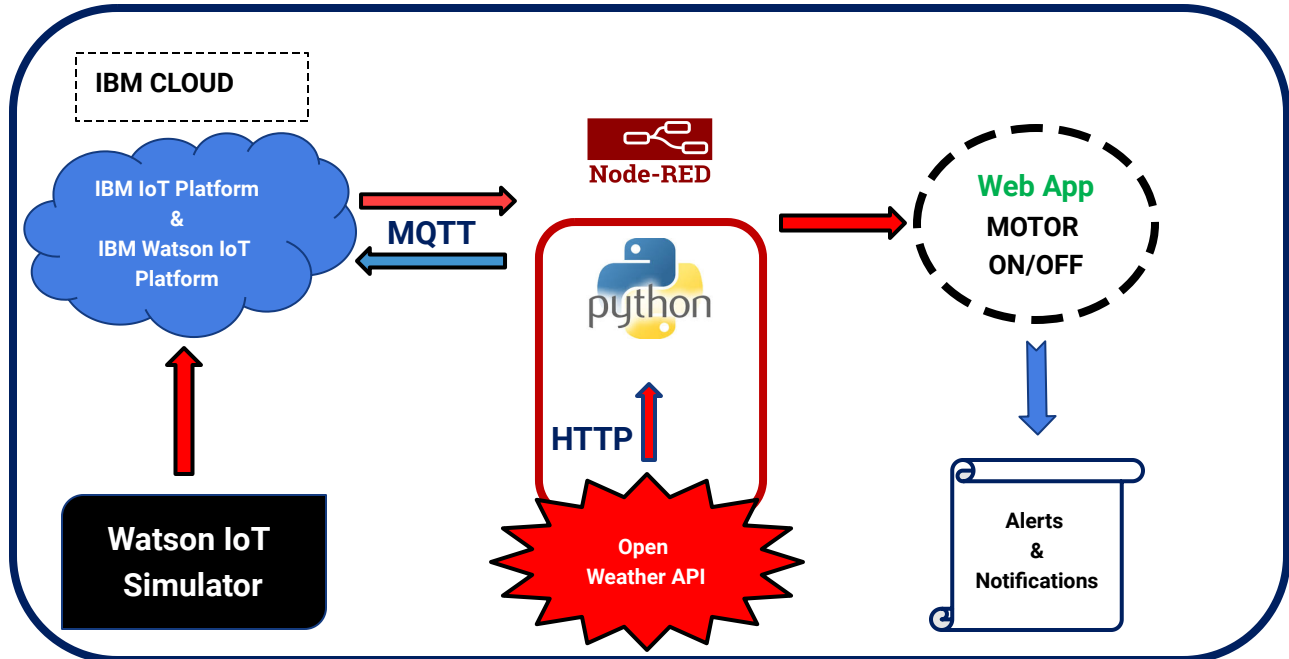 IBM CLOUD
IBM IoT Platform
&
IBM Watson IoT
Platform
MQTT
Node-RED
python
HTTP
Open
Weather API
Web App
MOTOR
ON/OFF
Watson IoT
Simulator
Alerts
&
Notifications